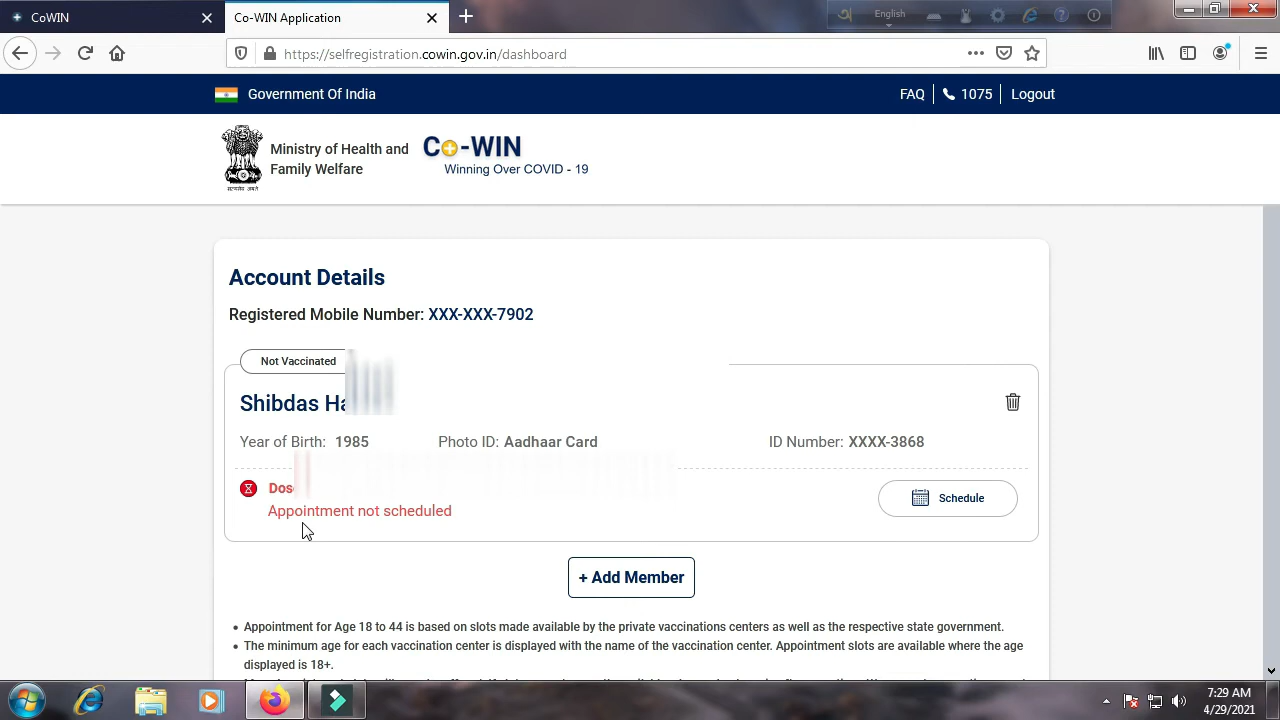 CoWIN
Co-WIN Application
English
https://selfregistration.cowin.gov.in/dashboard
Government Of India
FAQ
1075
Logout
Ministry of Health and
Family Welfare
सत्यमेव जयते
Co-WIN
Winning Over COVID - 19
Account Details
Registered Mobile Number: XXX-XXX-7902
Not Vaccinated
Shibdas
Year of Birth: 1985
Photo ID: Aadhaar Card
ID Number: XXXX-3868
Appointment not scheduled
Schedule
+ Add Member
• Appointment for Age 18 to 44 is based on slots made available by the private vaccinations centers as well as the respective state government.
• The minimum age for each vaccination center is displayed with the name of the vaccination center. Appointment slots are available where the age
displayed is 18+.
7:29 AM
4/29/2021